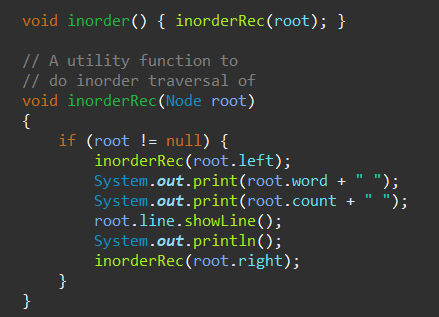 void inorder() { inorderRec(root); }
// A utility function to
// do inorder traversal of
void inorderRec(Node root)
{
if (root != null) {
inorderRec(root.left);
System.out.print(root.word + " ");
System.out.print(root.count + " ");
root.line.showLine();
System.out.println();
inorderRec(root.right);
}
}